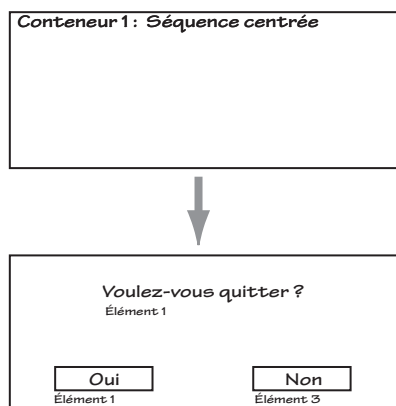 Conteneur 1 : Séquence centrée
Voulez-vous quitter ?
Élément 1
Oui Non
Élément 1 Élément 3